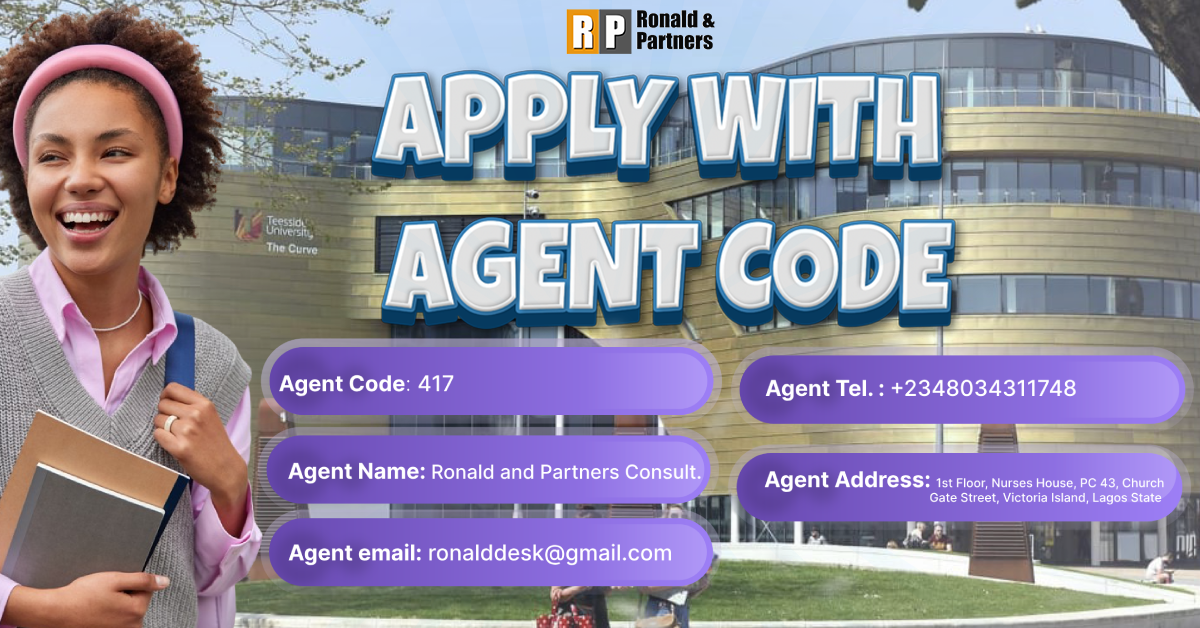 RP Ronald &
Partners
APPLY WITH
AGENT CODE
Teesside
University
The Curve
Agent Code: 417
Agent Name: Ronald and Partners Consult.
Agent email: ronalddesk@gmail.com
Agent Tel. : +2348034311748
Agent Address: 1st Floor, Nurses House, PC 43, Church
Gate Street, Victoria Island, Lagos State